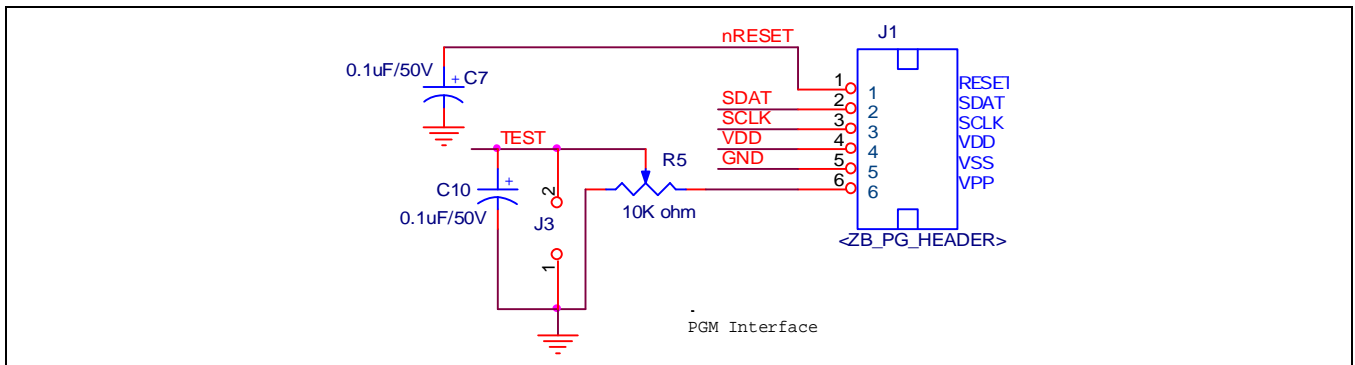 nRESET
J1
0.1uF/50V
+ C7
1
1
RESET
SDAT
2
2
SDAT
SCLK
3
3
SCLK
VDD
4
4
VDD
GND
5
5
VSS
6
6
VPP
<ZB_PG_HEADER>
TEST
C10
+
0.1uF/50V
2
J3
1
R5
10K ohm
PGM Interface